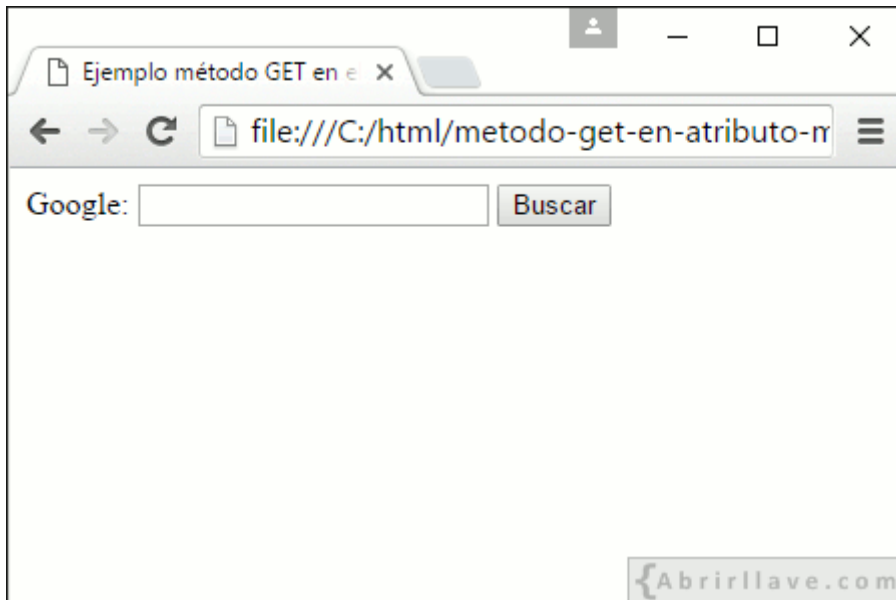 Ejemplo método GET en e
file:///C:/html/metodo-get-en-atributo-m
Google: Buscar
{Abrirllave.com